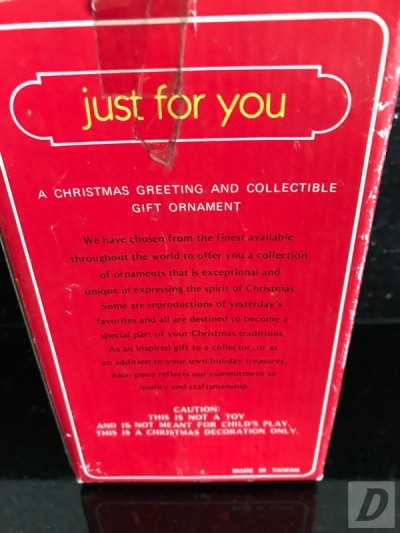 just for you
A CHRISTMAS GREETING AND COLLECTIBLE
GIFT ORNAMENT
We have chosen from the finest available
throughout the world to offer you a collection
of ornaments that is exceptional and
unique in expressing the spirit of Christmas.
Some are reproductions of yesterday's
favorites and all are destined to become a
special part of your Christmas traditions.
As an inspired gift to a collector, or as
an addition to your own holiday treasures,
each piece reflects our commitment to
quality and craftsmanship.
CAUTION:
THIS IS NOT A TOY
AND IS NOT MEANT FOR CHILD'S PLAY.
THIS IS A CHRISTMAS DECORATION ONLY.
MADE IN TAIWAN
D